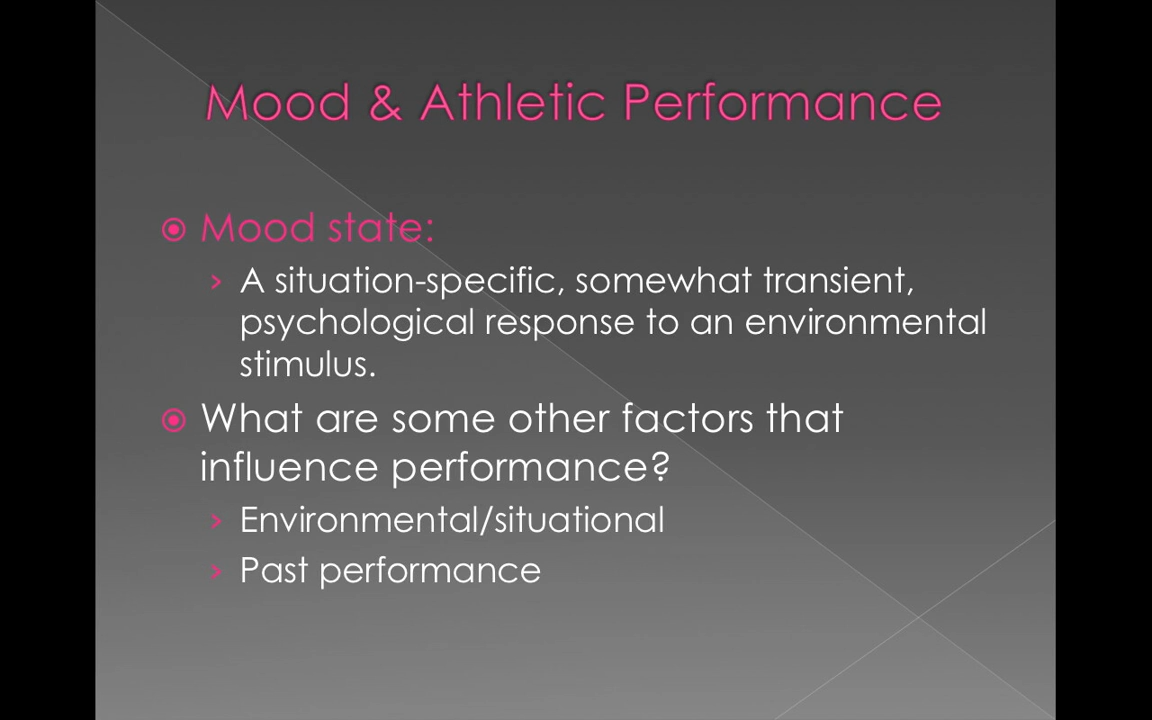 Mood & Athletic Performance
Mood state:
A situation-specific, somewhat transient,
psychological response to an environmental
stimulus.
What are some other factors that
influence performance?
Environmental/situational
Past performance